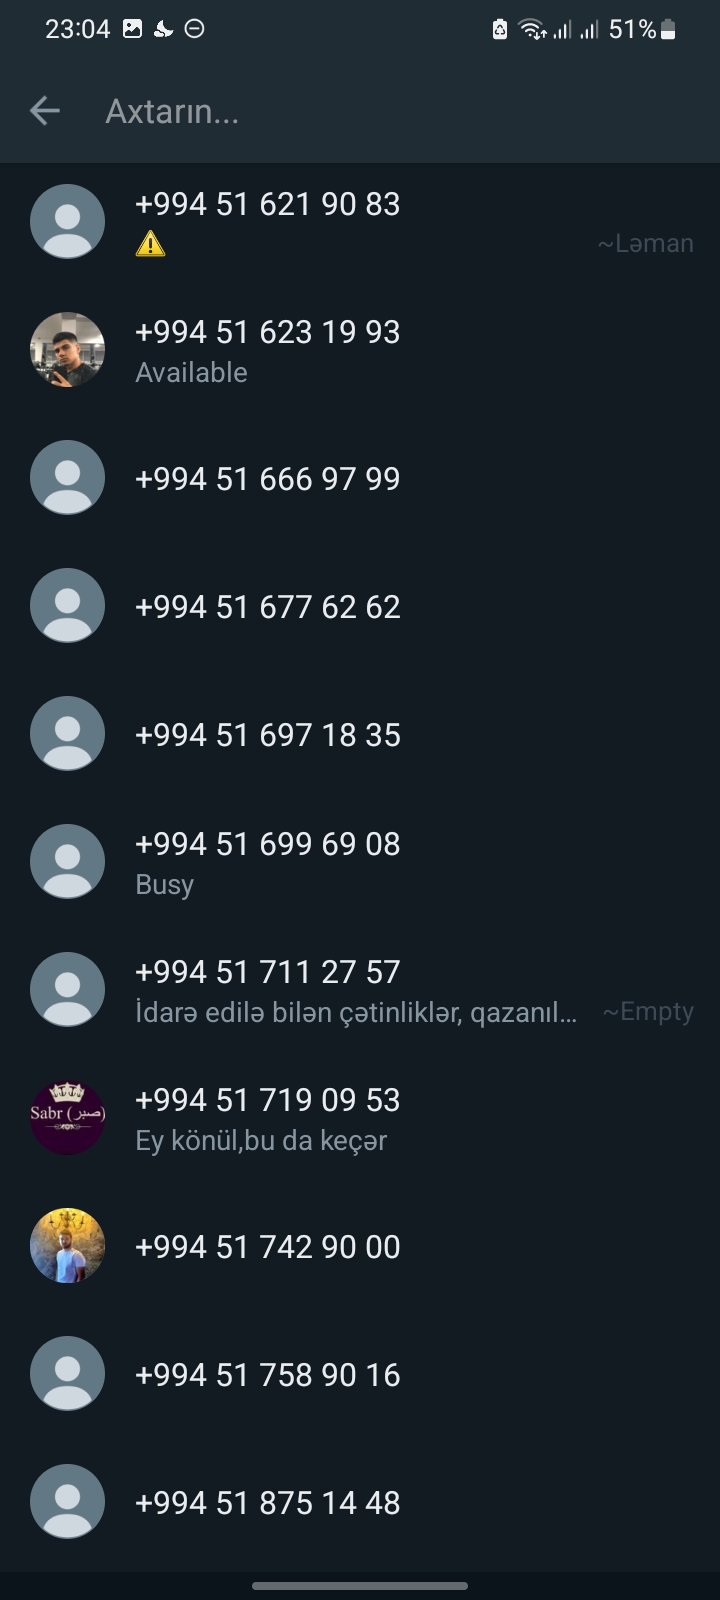 23:04 51%
Axtarın...
+994 51 621 90 83
~Ləman
+994 51 623 19 93
Available
+994 51 666 97 99
+994 51 677 62 62
+994 51 697 18 35
+994 51 699 69 08
Busy
+994 51 711 27 57
İdarə edilə bilən çətinliklər, qazanıl... ~Empty
Sabr (صبر)
+994 51 719 09 53
Ey könül,bu da keçər
+994 51 742 90 00
+994 51 758 90 16
+994 51 875 14 48